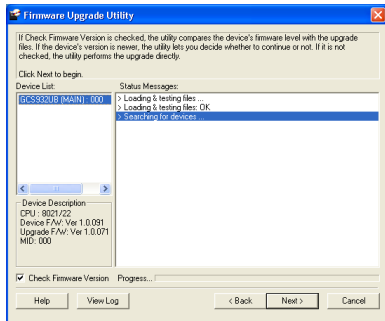 Firmware Upgrade Utility
If Check Firmware Version is Checked, the utility compares the device's firmware level with the upgrade
files. If the device's version is newer, the utility lets you decide whether to continue or not. If it is not
checked, the utility performs the upgrade directly.
Click Next to begin.
Device List:
Status Messages:
GCS932UB (MAIN) : 000
> Loading & testing files ...
> Loading & testing files: OK
> Searching for devices ...
Device Description
CPU : 8021/22
Device F/W: Ver 1.0.091
Upgrade F/W: Ver 1.0.071
MID: 000
Check Firmware Version
Progress...
Help
View Log
< Back
Next >
Cancel